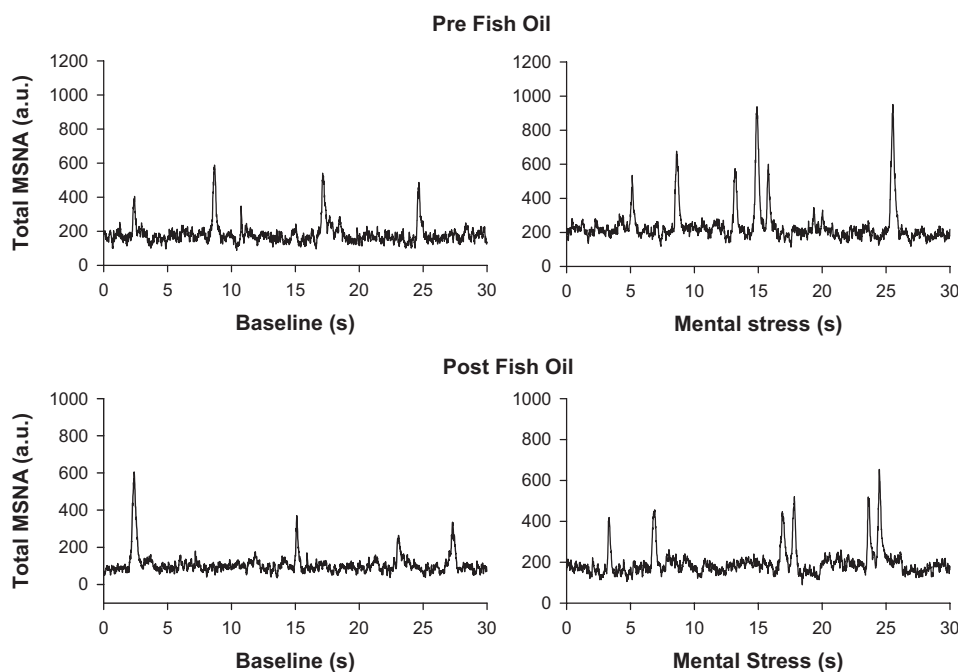 Pre Fish Oil
Total MSNA (a.u.)
1200
1000
800
600
400
200
0
0 5 10 15 20 25 30
Baseline (s)
1200
1000
800
600
400
200
0
0 5 10 15 20 25 30
Mental stress (s)
Post Fish Oil
Total MSNA (a.u.)
1000
800
600
400
200
0
0 5 10 15 20 25 30
Baseline (s)
1000
800
600
400
200
0
0 5 10 15 20 25 30
Mental Stress (s)